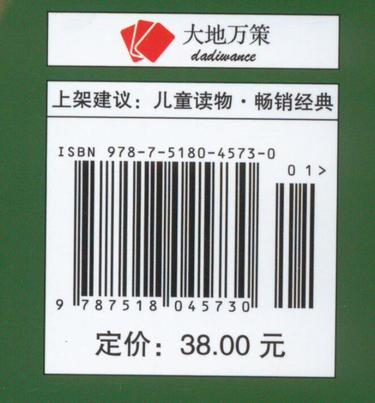 大地万策
dadiwance
上架建议：儿童读物·畅销经典
ISBN 978-7-5180-4573-0
01>
9 787518 045730
定价：38.00 元